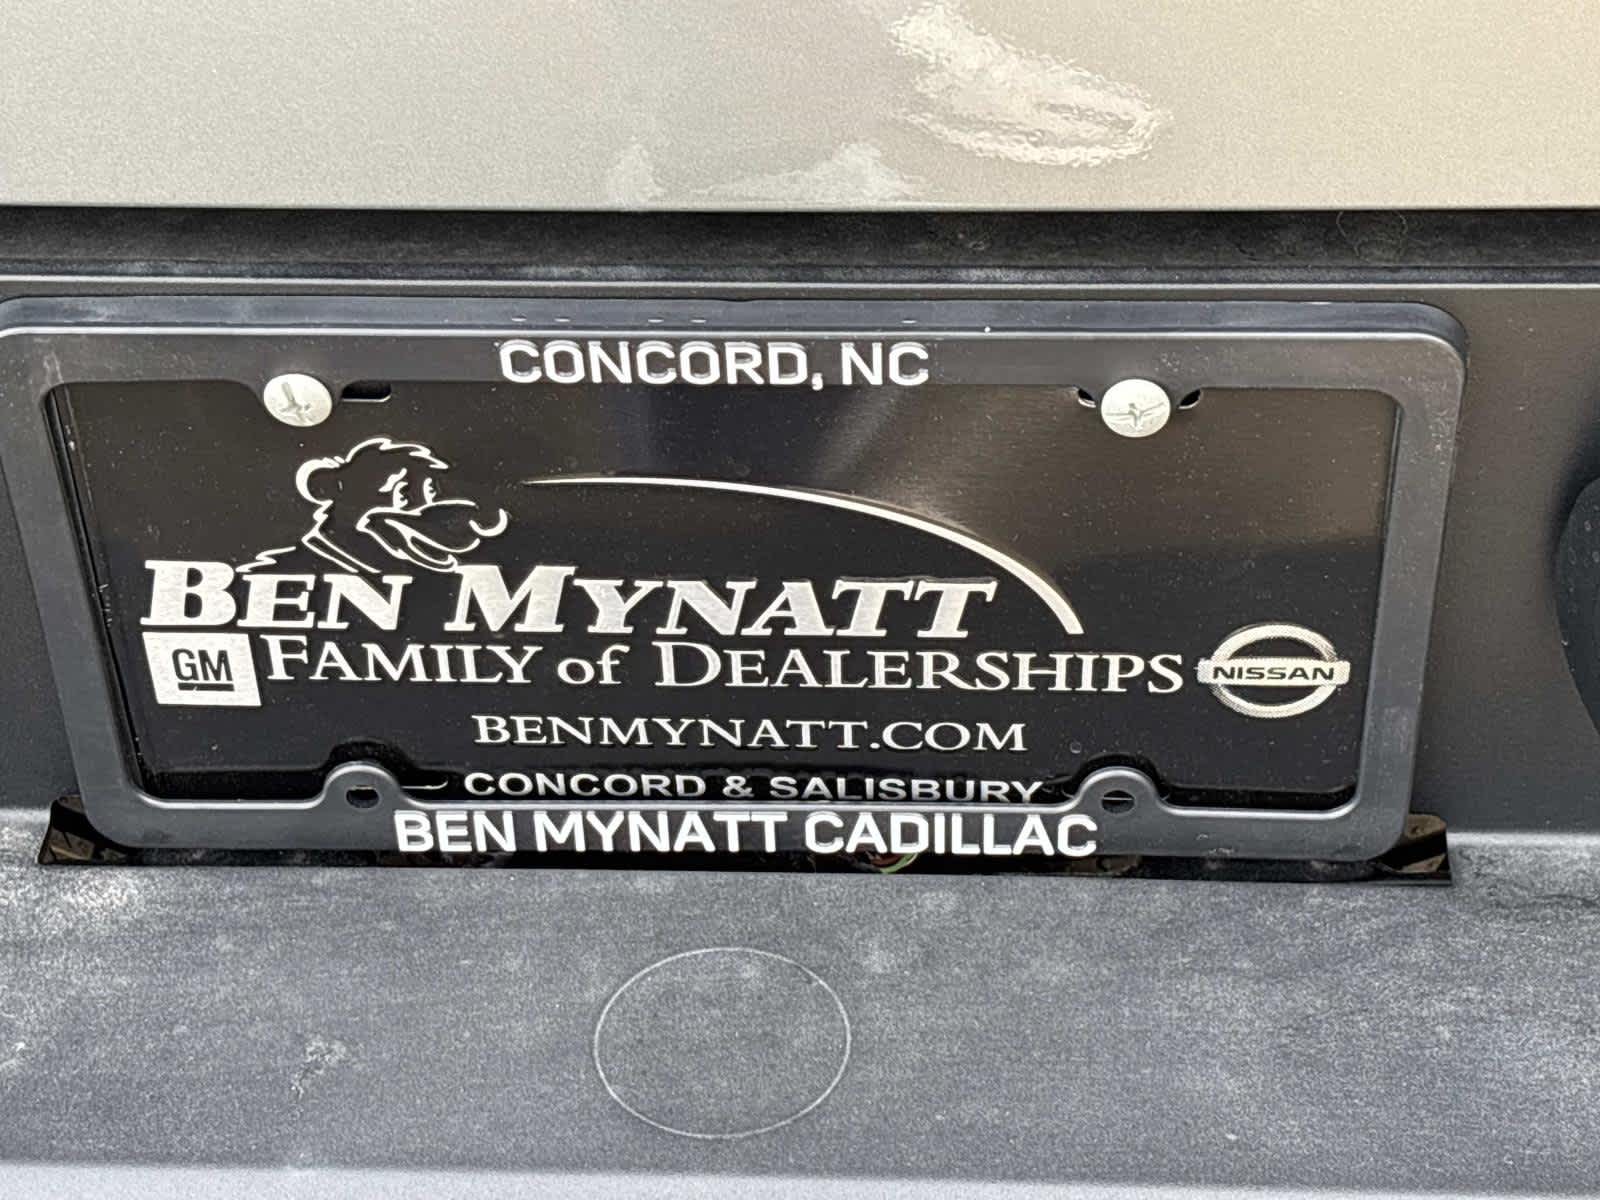 CONCORD, NC
BEN MYNATT
GM
FAMILY of DEALERSHIPS
NISSAN
BENMYNATT.COM
CONCORD & SALISBURY
BEN MYNATT CADILLAC